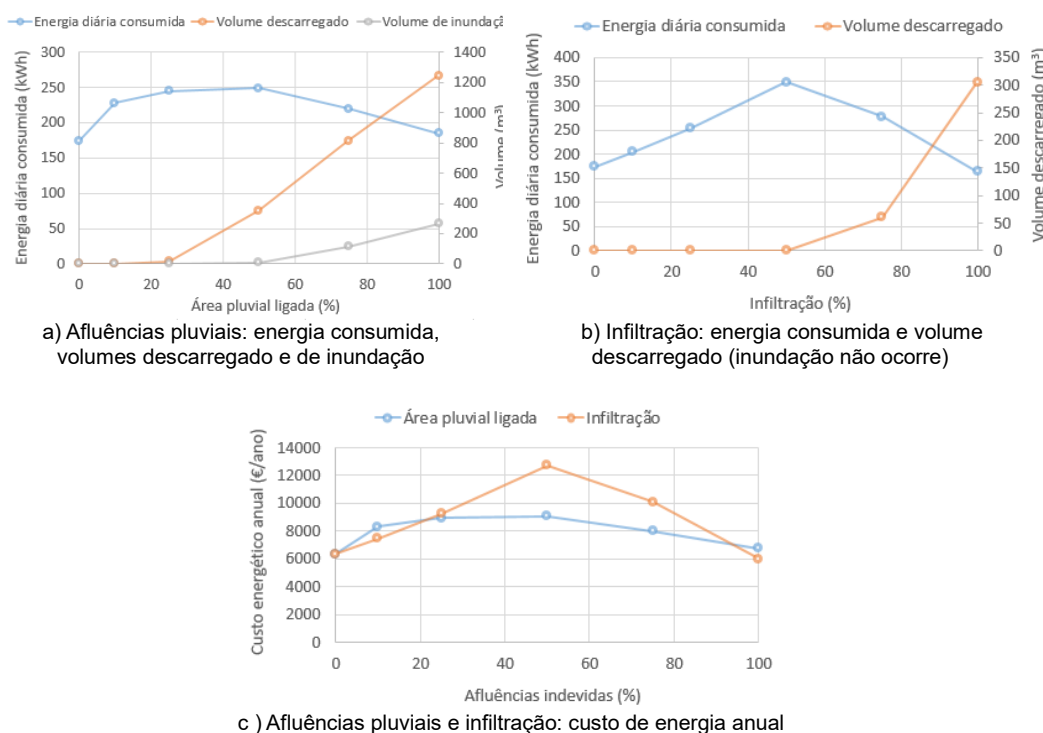 Energia diária consumida Volume descarregado Volume de inundaçã
Energia diária consumida (kWh)
300
250
200
150
100
50
0
1400
1200
1000
800
600
400
200
0
Volume (m³)
0 20 40 60 80 100
Área pluvial ligada (%)
a) Afluências pluviais: energia consumida,
volumes descarregado e de inundação
Energia diária consumida Volume descarregado
Energia diária consumida (kWh)
400
350
300
250
200
150
100
50
0
350
300
250
200
150
100
50
0
Volume descarregado (m³)
0 20 40 60 80 100
Infiltração (%)
b) Infiltração: energia consumida e volume
descarregado (inundação não ocorre)
Área pluvial ligada Infiltração
Custo energético anual (€/ano)
14000
12000
10000
8000
6000
4000
2000
0
0 20 40 60 80 100
Afluências indevidas (%)
c ) Afluências pluviais e infiltração: custo de energia anual